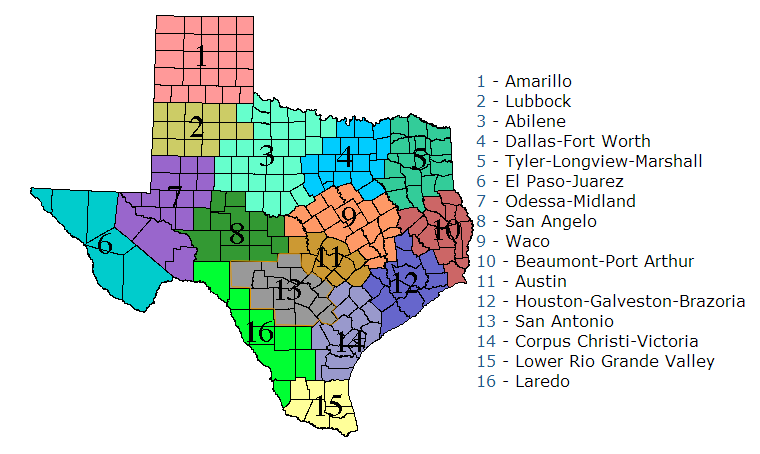 1
2
3
4
5
6
7
8
9
10
11
12
13
14
15
16
1 - Amarillo
2 - Lubbock
3 - Abilene
4 - Dallas-Fort Worth
5 - Tyler-Longview-Marshall
6 - El Paso-Juarez
7 - Odessa-Midland
8 - San Angelo
9 - Waco
10 - Beaumont-Port Arthur
11 - Austin
12 - Houston-Galveston-Brazoria
13 - San Antonio
14 - Corpus Christi-Victoria
15 - Lower Rio Grande Valley
16 - Laredo